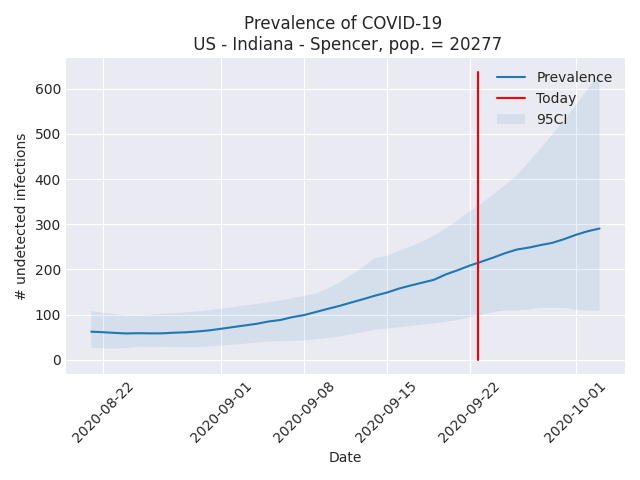 Prevalence of COVID-19
US - Indiana - Spencer, pop. = 20277
Prevalence
Today
95CI
# undetected infections
600
500
400
300
200
100
0
2020-08-22
2020-09-01
2020-09-08
2020-09-15
2020-09-22
2020-10-01
Date